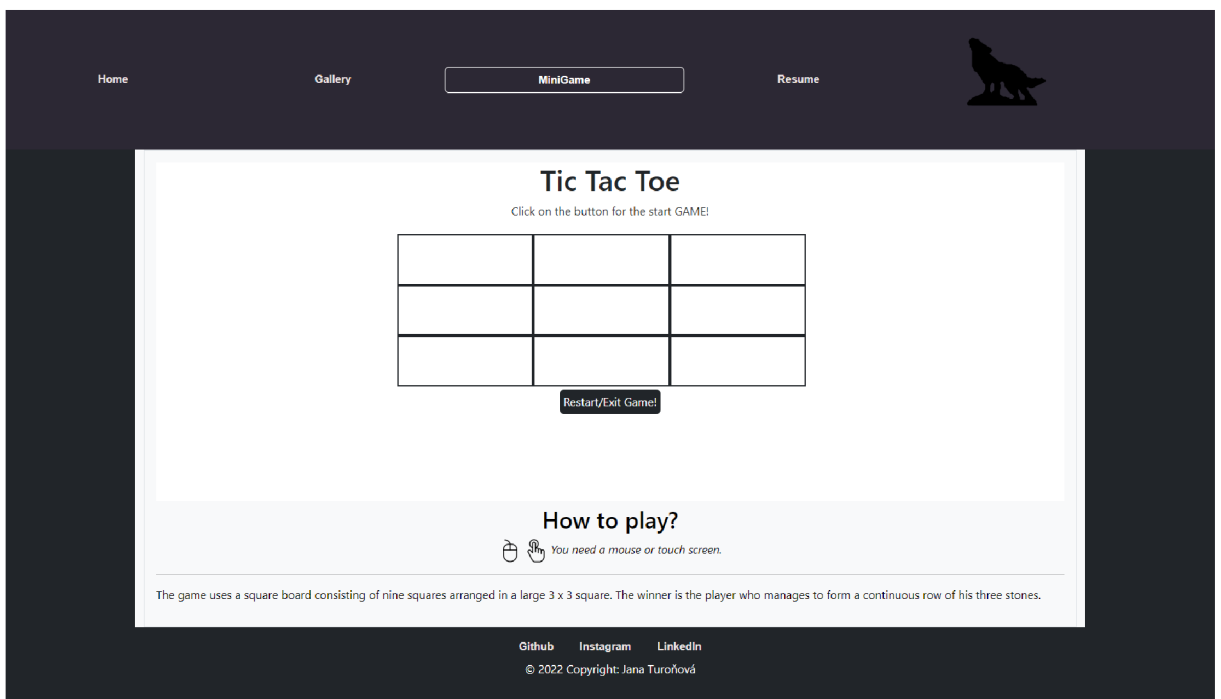 Home Gallery MiniGame Resume
Tic Tac Toe
Click on the button for the start GAME!
Restart/Exit Game!
How to play?
You need a mouse or touch screen.
The game uses a square board consisting of nine squares arranged in a large 3 x 3 square. The winner is the player who manages to form a continuous row of his three stones.
Github Instagram LinkedIn
© 2022 Copyright: Jana Turoňová